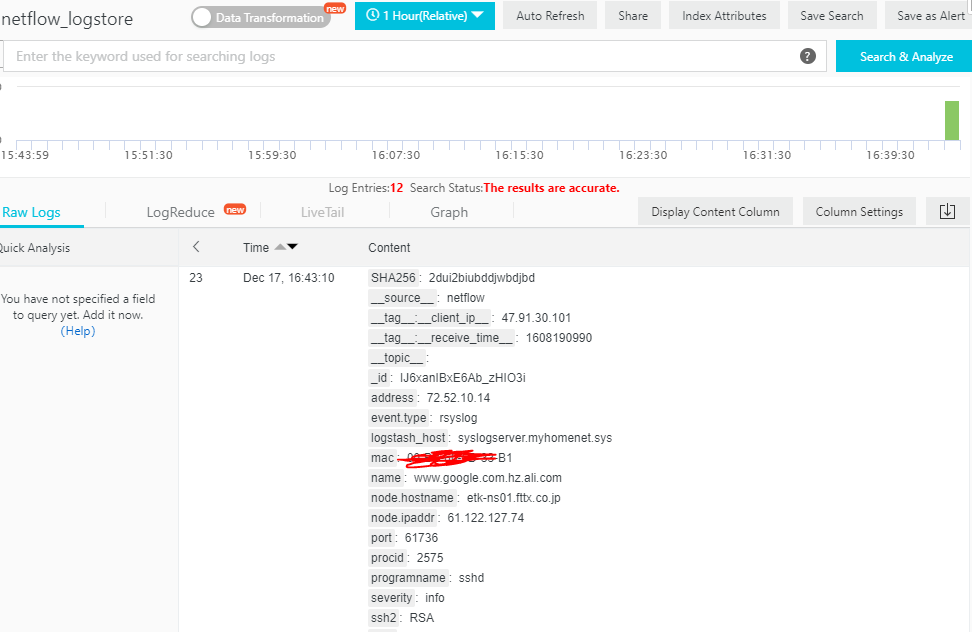 netflow_logstore
Data Transformation new
1 Hour(Relative)
Auto Refresh
Share
Index Attributes
Save Search
Save as Alert
Enter the keyword used for searching logs ?
Search & Analyze
0
0
15:43:59 15:51:30 15:59:30 16:07:30 16:15:30 16:23:30 16:31:30 16:39:30
Log Entries:12 Search Status:The results are accurate.
Raw Logs LogReduce new LiveTail Graph Display Content Column Column Settings
Quick Analysis < Time Content
You have not specified a field
to query yet. Add it now.
(Help)
23 Dec 17, 16:43:10 SHA256 : 2dui2biubddjwbdjbd
__source__ : netflow
__tag__:__client_ip__ : 47.91.30.101
__tag__:__receive_time__ : 1608190990
__topic__ :
_id : IJ6xanIBxE6Ab_zHIO3i
address : 72.52.10.14
event.type : rsyslog
logstash_host : syslogserver.myhomenet.sys
mac : B1
name : www.google.com.hz.ali.com
node.hostname : etk-ns01.fttx.co.jp
node.ipaddr : 61.122.127.74
port : 61736
procid : 2575
programname : sshd
severity : info
ssh2 : RSA